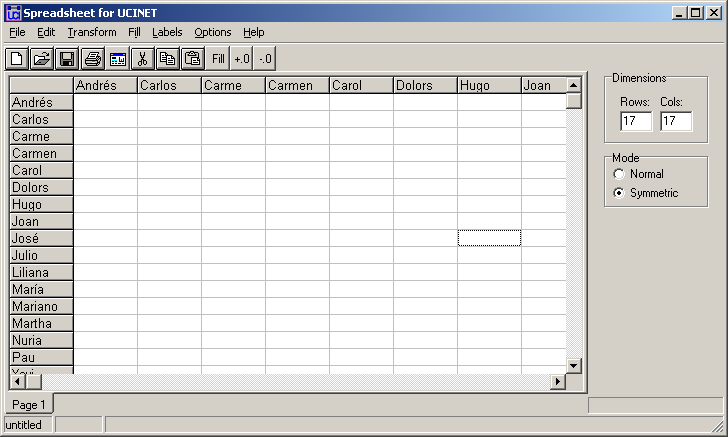 Spreadsheet for UCINET
File Edit Transform Fill Labels Options Help
Fill +.0 -.0
Andrés Carlos Carme Carmen Carol Dolors Hugo Joan
Andrés
Carlos
Carme
Carmen
Carol
Dolors
Hugo
Joan
José
Julio
Liliana
María
Mariano
Martha
Nuria
Pau
Xavi
Dimensions
Rows: Cols:
17 17
Mode
Normal
Symmetric
Page 1
untitled